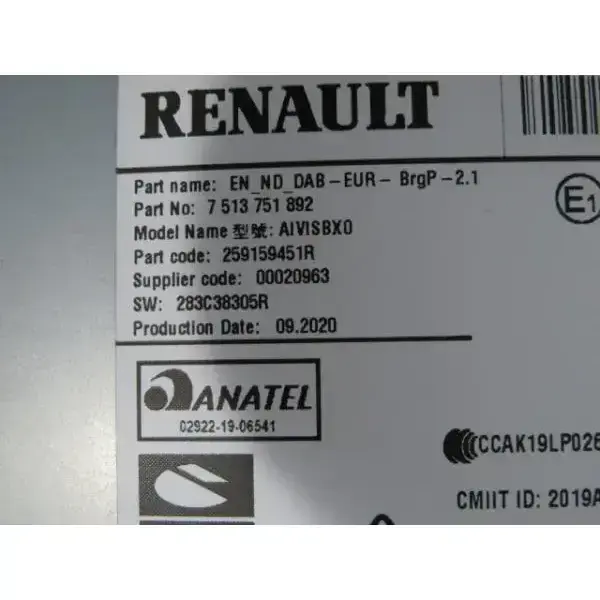 RENAULT
Part name: EN_ND_DAB-EUR- BrgP-2.1
Part No: 7 513 751 892
Model Name 型號: AIVISBX0
Part code: 259159451R
Supplier code: 00020963
SW: 283C38305R
Production Date: 09.2020
E1
ANATEL
02922-19-06541
CCAK19LP026
CMIIT ID: 2019A